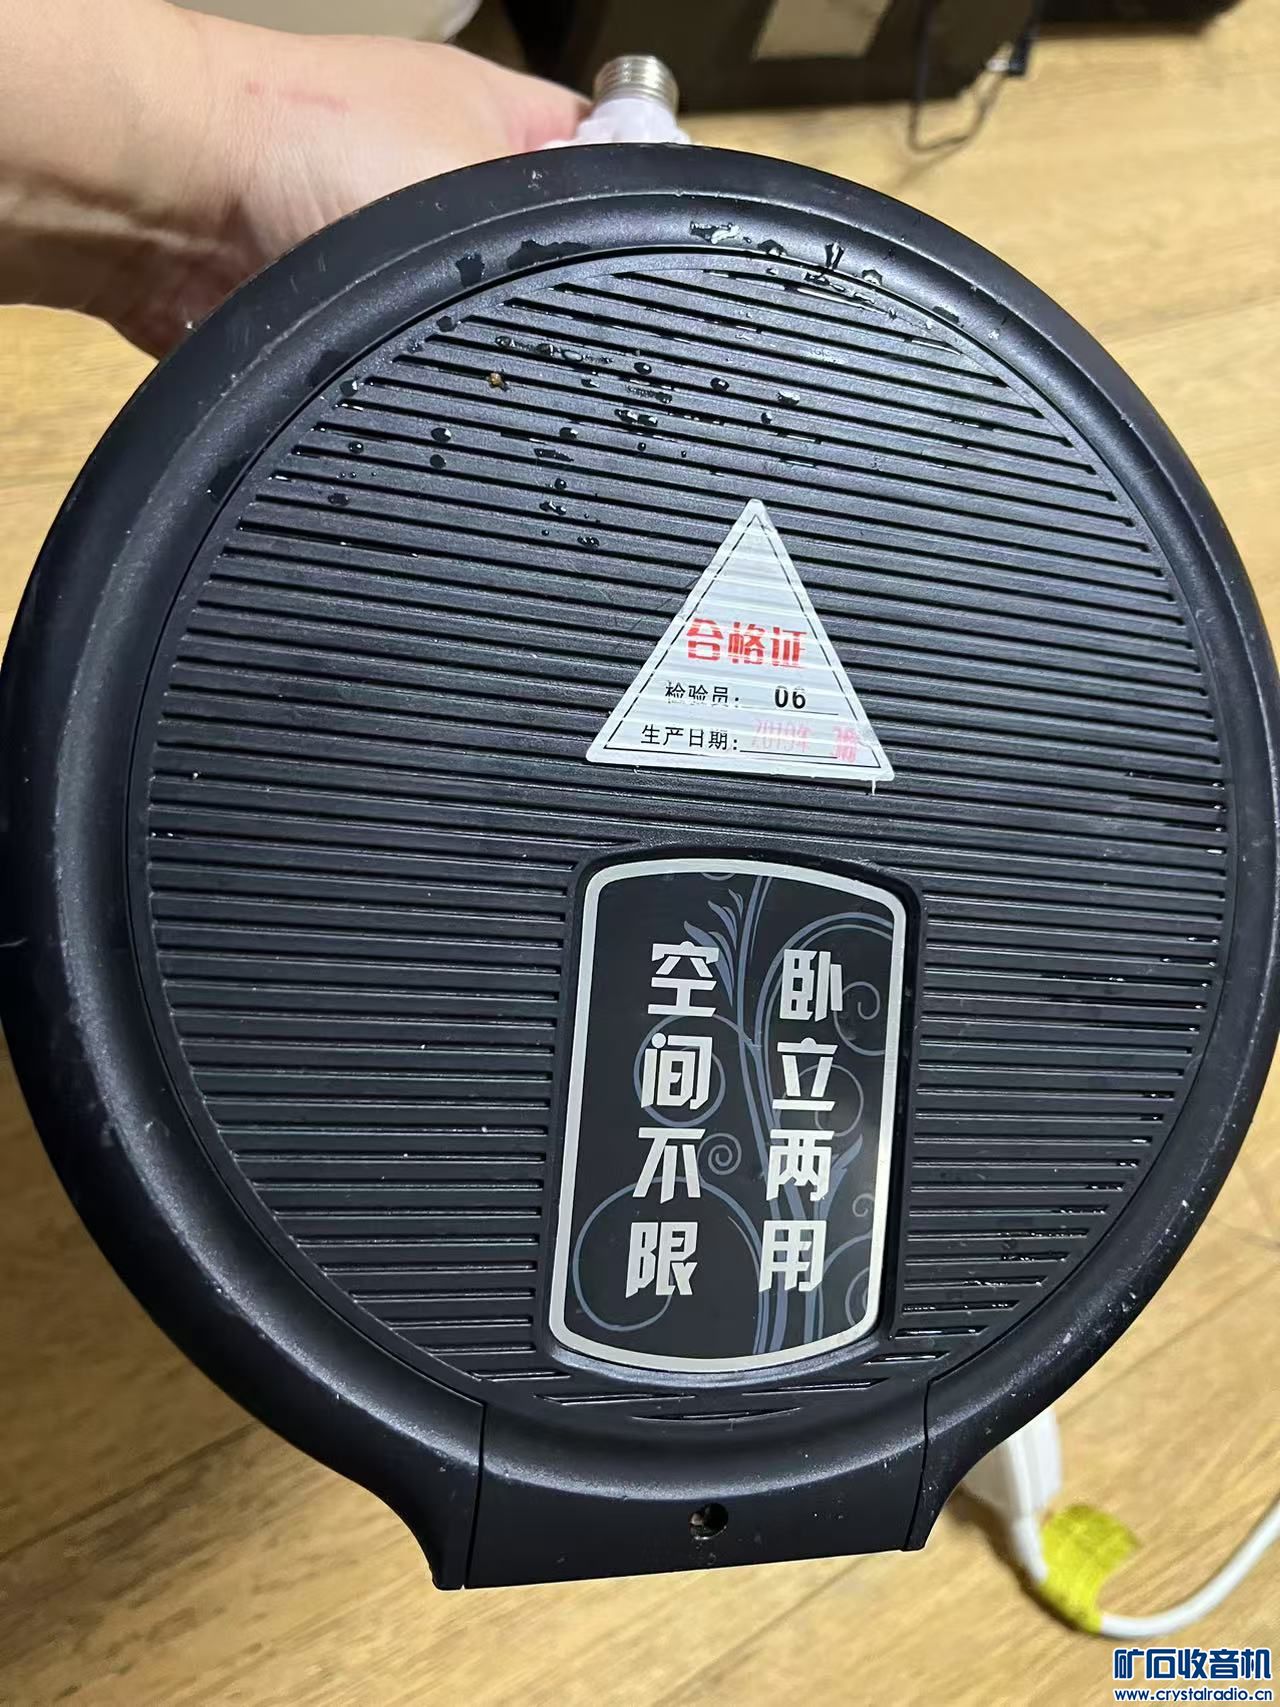 合格证
检验员： 06
生产日期： 2019年
卧立两用
空间不限
矿石收音机
www.crystalradio.cn